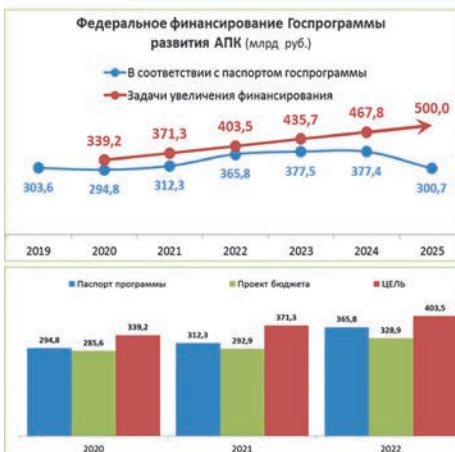 Федеральное финансирование Госпрограммы
развития АПК (млрд руб.)
В соответствии с паспортом госпрограммы
Задачи увеличения финансирования
339,2 371,3 403,5 435,7 467,8 500,0
303,6 294,8 312,3 365,8 377,5 377,4 300,7
2019 2020 2021 2022 2023 2024 2025
Паспорт программы Проект бюджета ЦЕЛЬ
294,8 285,6 339,2 312,3 292,9 371,3 365,8 328,9 403,5
2020 2021 2022